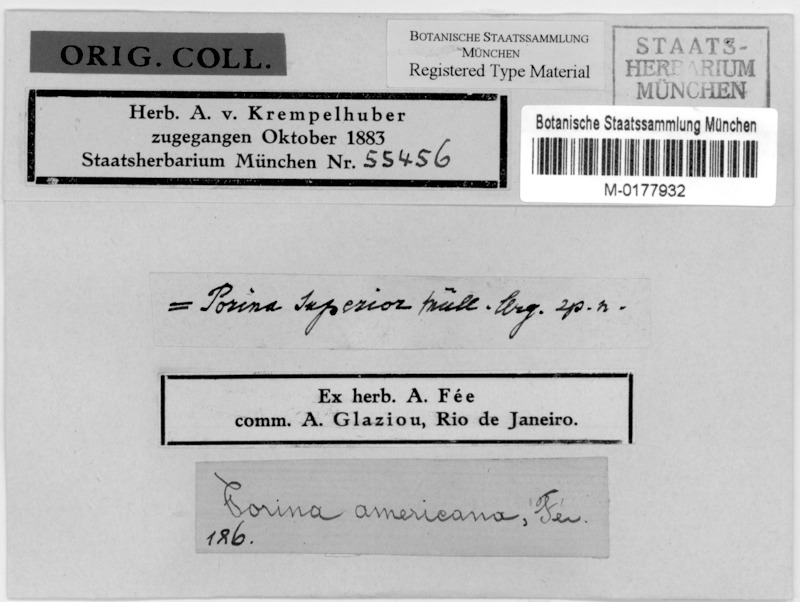 ORIG. COLL.
BOTANISCHE STAATSSAMMLUNG
MÜNCHEN
Registered Type Material
STAATS-
HERBARIUM
MÜNCHEN
Herb. A. v. Krempelhuber
zugegangen Oktober 1883
Staatsherbarium München Nr. 55456
Botanische Staatssammlung München
M-0177932
= Porina superior Müll. Arg. sp. n.
Ex herb. A. Fée
comm. A. Glaziou, Rio de Janeiro.
Porina americana, Fée.
186.